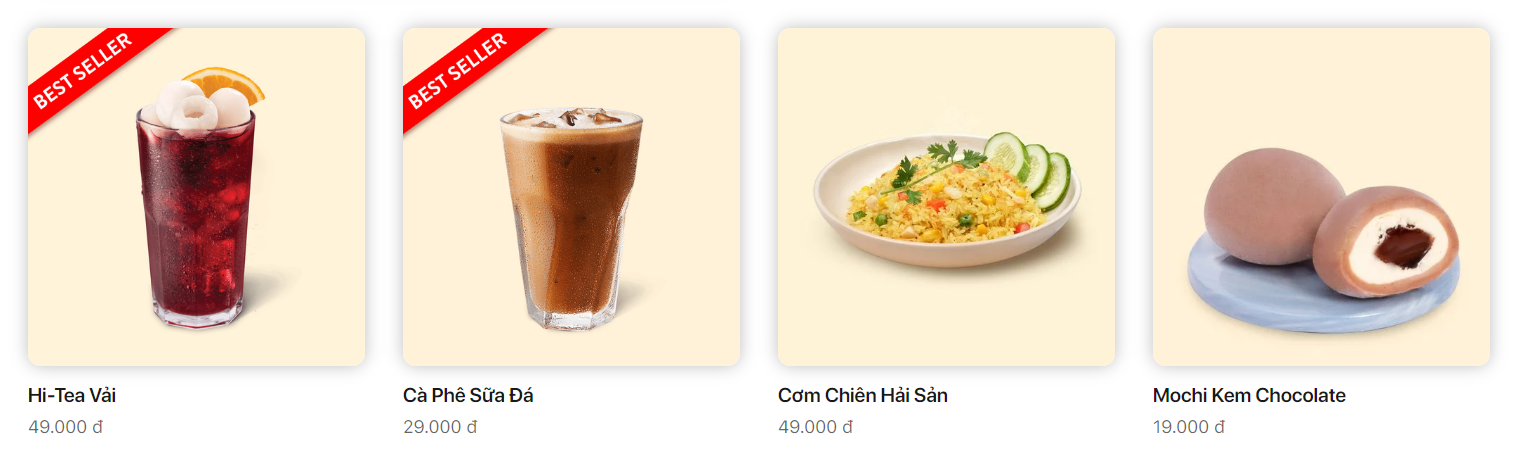 BEST SELLER
BEST SELLER
Hi-Tea Vải
49.000 đ
Cà Phê Sữa Đá
29.000 đ
Cơm Chiên Hải Sản
49.000 đ
Mochi Kem Chocolate
19.000 đ